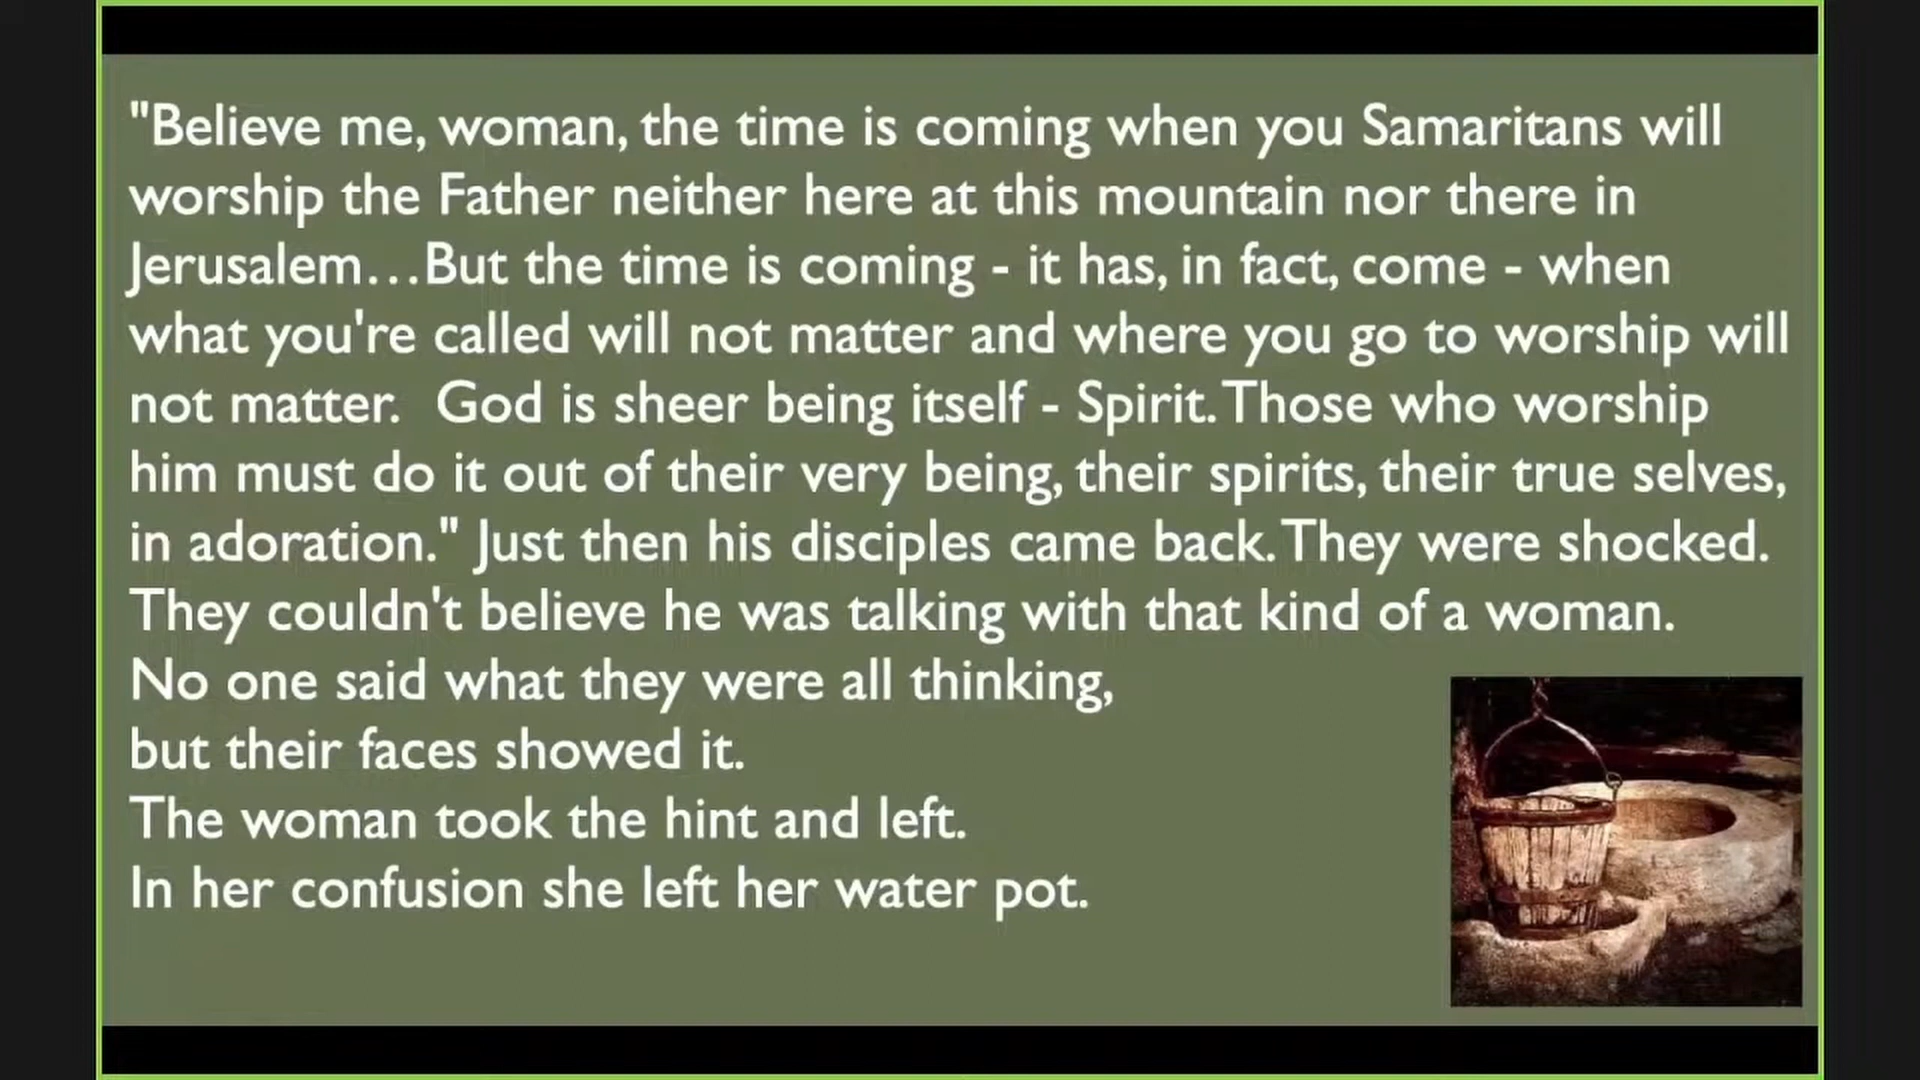 "Believe me, woman, the time is coming when you Samaritans will
worship the Father neither here at this mountain nor there in
Jerusalem...But the time is coming - it has, in fact, come - when
what you're called will not matter and where you go to worship will
not matter.  God is sheer being itself - Spirit. Those who worship
him must do it out of their very being, their spirits, their true selves,
in adoration." Just then his disciples came back. They were shocked.
They couldn't believe he was talking with that kind of a woman.
No one said what they were all thinking,
but their faces showed it.
The woman took the hint and left.
In her confusion she left her water pot.